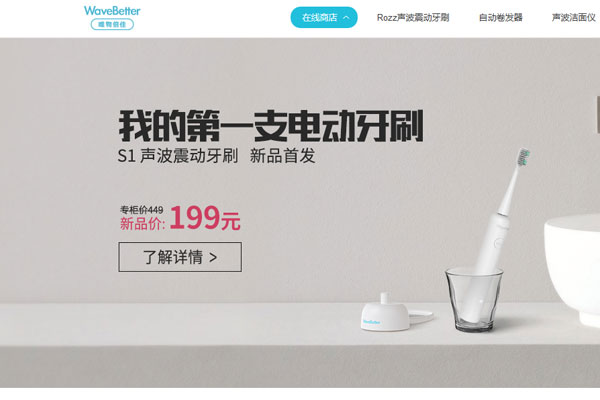 WaveBetter
维物倍佳
在线商店
Rozz声波震动牙刷
自动卷发器
声波洁面仪
我的第一支电动牙刷
S1 声波震动牙刷 新品首发
专柜价449
新品价: 199元
了解详情 >
WaveBetter